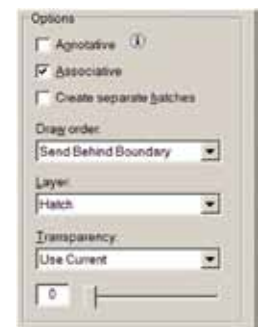 Options
Annotative
Associative
Create separate hatches
Draw order:
Send Behind Boundary
Layer:
Hatch
Transparency:
Use Current
0